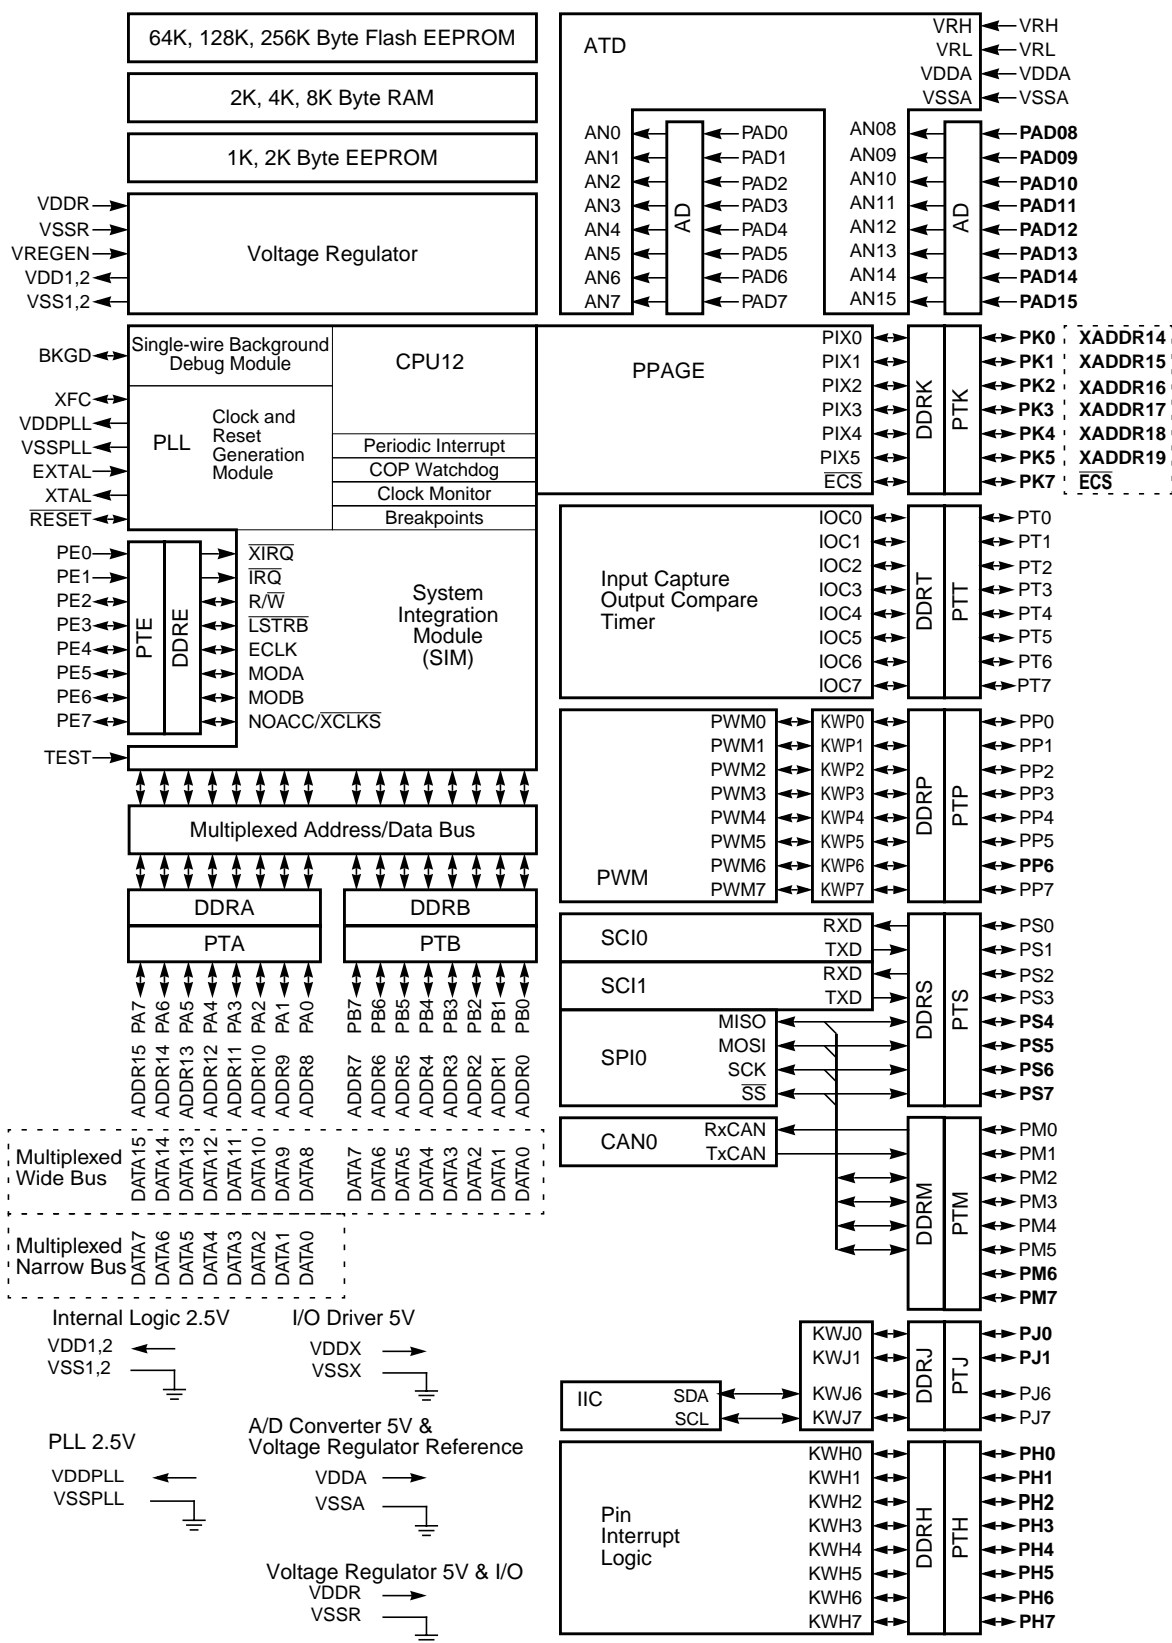 64K, 128K, 256K Byte Flash EEPROM
2K, 4K, 8K Byte RAM
1K, 2K Byte EEPROM
VDDR
VSSR
VREGEN
VDD1,2
VSS1,2
Voltage Regulator
ATD
VRH VRH
VRL VRL
VDDA VDDA
VSSA VSSA
AN0 PAD0
AN1 PAD1
AN2 PAD2
AN3 PAD3
AN4 PAD4
AN5 PAD5
AN6 PAD6
AN7 PAD7
AD
AN08 PAD08
AN09 PAD09
AN10 PAD10
AN11 PAD11
AN12 PAD12
AN13 PAD13
AN14 PAD14
AN15 PAD15
AD
BKGD
XFC
VDDPLL
VSSPLL
EXTAL
XTAL
RESET
Single-wire Background
Debug Module
CPU12
PLL
Clock and
Reset
Generation
Module
Periodic Interrupt
COP Watchdog
Clock Monitor
Breakpoints
PPAGE
PIX0 PK0 XADDR14
PIX1 PK1 XADDR15
PIX2 PK2 XADDR16
PIX3 PK3 XADDR17
PIX4 PK4 XADDR18
PIX5 PK5 XADDR19
ECS PK7 ECS
DDRK
PTK
PE0 XIRQ
PE1 IRQ
PE2 R/W
PE3 LSTRB
PE4 ECLK
PE5 MODA
PE6 MODB
PE7 NOACC/XCLKS
PTE
DDRE
TEST
System
Integration
Module
(SIM)
Input Capture
Output Compare
Timer
IOC0 PT0
IOC1 PT1
IOC2 PT2
IOC3 PT3
IOC4 PT4
IOC5 PT5
IOC6 PT6
IOC7 PT7
DDRT
PTT
PWM
PWM0 KWP0 PP0
PWM1 KWP1 PP1
PWM2 KWP2 PP2
PWM3 KWP3 PP3
PWM4 KWP4 PP4
PWM5 KWP5 PP5
PWM6 KWP6 PP6
PWM7 KWP7 PP7
DDRP
PTP
Multiplexed Address/Data Bus
DDRA
PTA
DDRB
PTB
PA7 PA6 PA5 PA4 PA3 PA2 PA1 PA0
PB7 PB6 PB5 PB4 PB3 PB2 PB1 PB0
ADDR15 ADDR14 ADDR13 ADDR12 ADDR11 ADDR10 ADDR9 ADDR8
ADDR7 ADDR6 ADDR5 ADDR4 ADDR3 ADDR2 ADDR1 ADDR0
Multiplexed
Wide Bus
DATA15 DATA14 DATA13 DATA12 DATA11 DATA10 DATA9 DATA8
DATA7 DATA6 DATA5 DATA4 DATA3 DATA2 DATA1 DATA0
Multiplexed
Narrow Bus
DATA7 DATA6 DATA5 DATA4 DATA3 DATA2 DATA1 DATA0
SCI0
RXD PS0
TXD PS1
SCI1
RXD PS2
TXD PS3
SPI0
MISO PS4
MOSI PS5
SCK PS6
SS PS7
DDRS
PTS
CAN0
RxCAN PM0
TxCAN PM1
PM2
PM3
PM4
PM5
PM6
PM7
DDRM
PTM
KWJ0 PJ0
KWJ1 PJ1
IIC
SDA KWJ6 PJ6
SCL KWJ7 PJ7
DDRJ
PTJ
Pin
Interrupt
Logic
KWH0 PH0
KWH1 PH1
KWH2 PH2
KWH3 PH3
KWH4 PH4
KWH5 PH5
KWH6 PH6
KWH7 PH7
DDRH
PTH
Internal Logic 2.5V
VDD1,2
VSS1,2
I/O Driver 5V
VDDX
VSSX
PLL 2.5V
VDDPLL
VSSPLL
A/D Converter 5V &
Voltage Regulator Reference
VDDA
VSSA
Voltage Regulator 5V & I/O
VDDR
VSSR